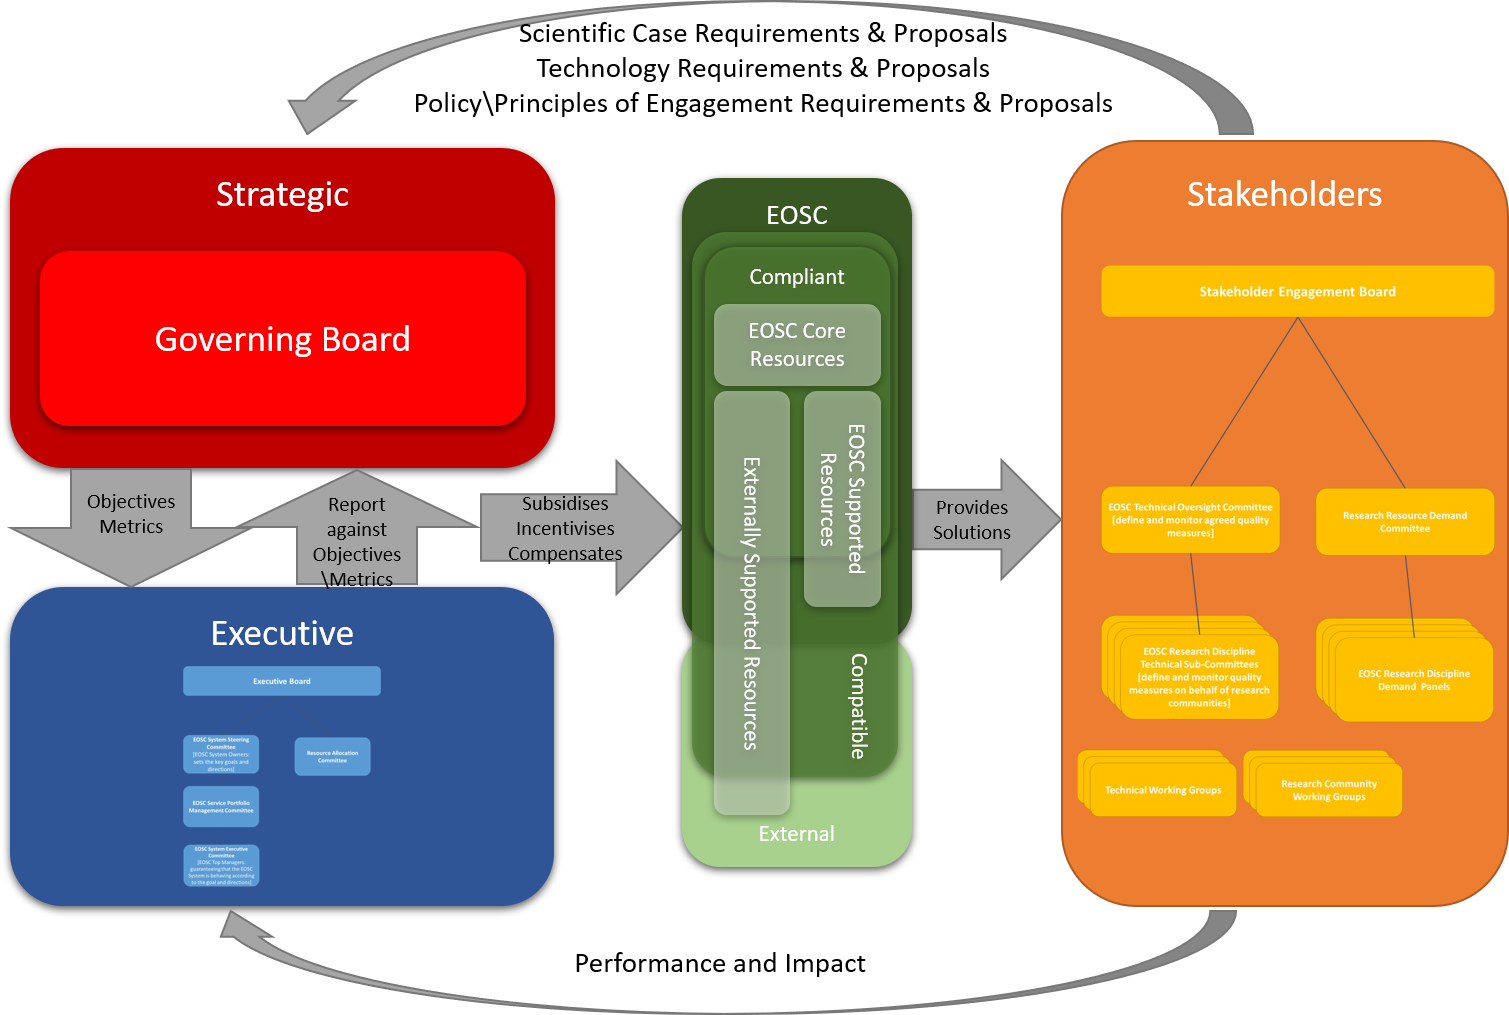 Scientific Case Requirements & Proposals
Technology Requirements & Proposals
Policy\Principles of Engagement Requirements & Proposals
Strategic
Governing Board
Objectives
Metrics
Report
against
Objectives
\Metrics
Subsidises
Incentivises
Compensates
Executive
Executive Board
EOSC System Steering
Committee
[EOSC System Owners:
sets the key goals and
directions]
Resource Allocation
Committee
EOSC Service Portfolio
Management Committee
EOSC System Executive
Committee
[EOSC Top Managers:
guaranteeing that the EOSC
System is behaving according
to the goal and directions]
EOSC
Compliant
EOSC Core
Resources
Externally Supported Resources
EOSC Supported
Resources
Compatible
External
Provides
Solutions
Stakeholders
Stakeholder Engagement Board
EOSC Technical Oversight Committee
[define and monitor agreed quality
measures]
Research Resource Demand
Committee
EOSC Research Discipline
Technical Sub-Committees
[define and monitor quality
measures on behalf of research
communities]
EOSC Research Discipline
Demand Panels
Technical Working Groups
Research Community
Working Groups
Performance and Impact